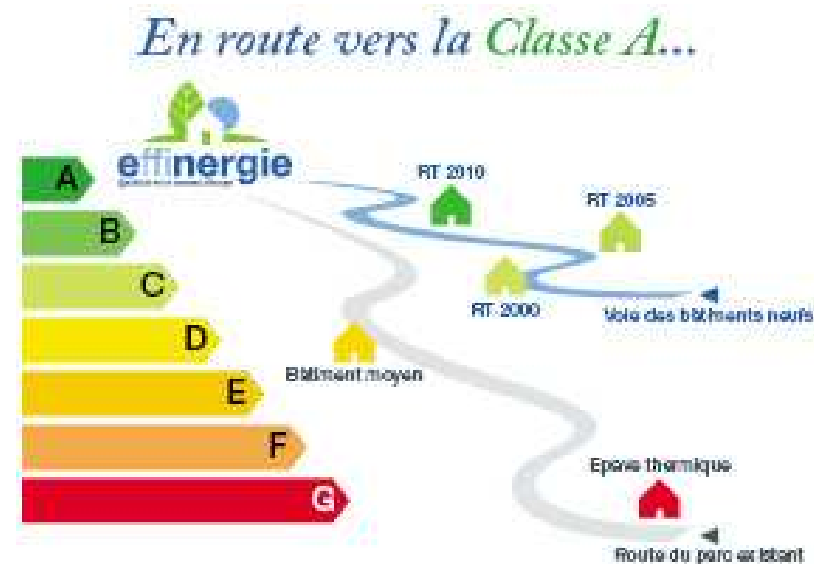 En route vers la Classe A...
effinergie
A
B
C
D
E
F
G
RT 2010
RT 2005
RT 2000
Voie des bâtiments neufs
Bâtiment moyen
Epave thermique
Route du parc existant